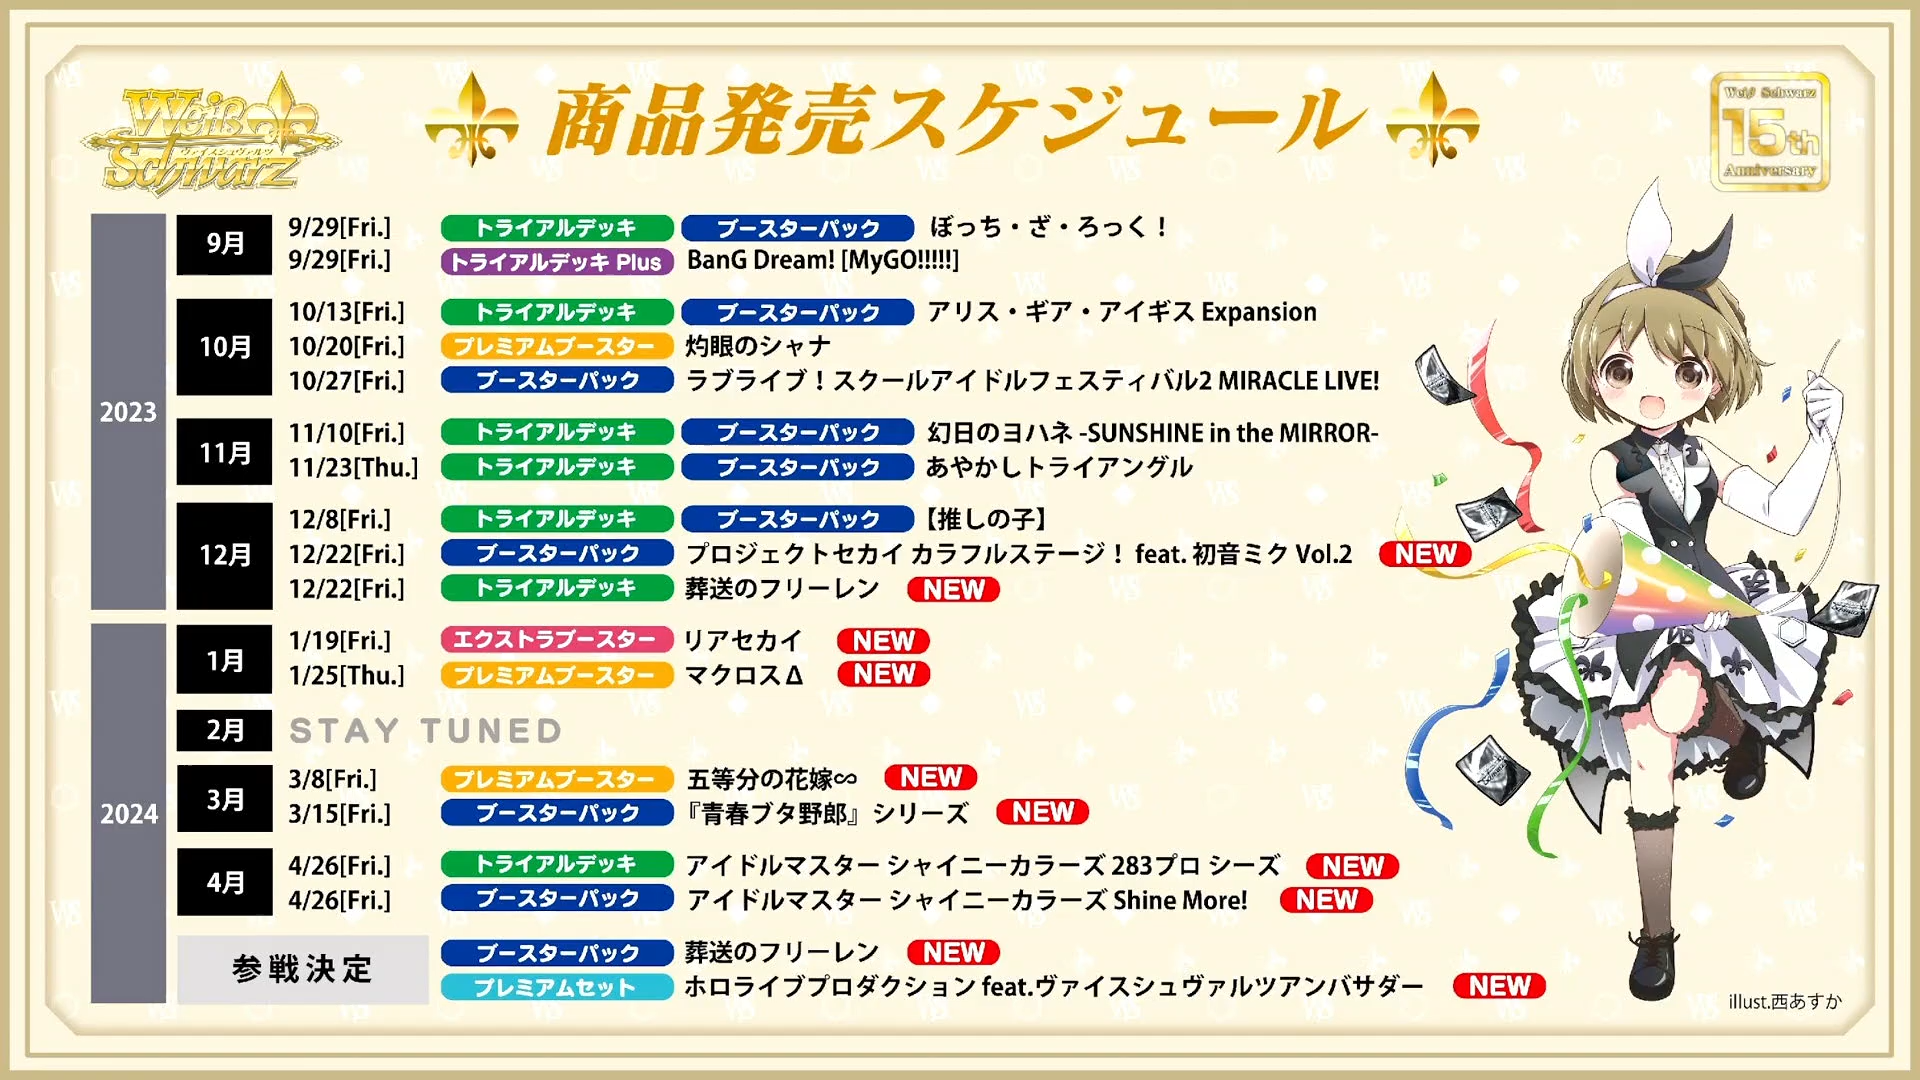 Weiß Schwarz
ヴァイスシュヴァルツ
商品発売スケジュール
Weiß Schwarz
15th
Anniversary
2023
9月
9/29[Fri.] トライアルデッキ ブースターパック ぼっち・ざ・ろっく！
9/29[Fri.] トライアルデッキ Plus BanG Dream! [MyGO!!!!!]
10月
10/13[Fri.] トライアルデッキ ブースターパック アリス・ギア・アイギス Expansion
10/20[Fri.] プレミアムブースター 灼眼のシャナ
10/27[Fri.] ブースターパック ラブライブ！スクールアイドルフェスティバル2 MIRACLE LIVE!
11月
11/10[Fri.] トライアルデッキ ブースターパック 幻日のヨハネ -SUNSHINE in the MIRROR-
11/23[Thu.] トライアルデッキ ブースターパック あやかしトライアングル
12月
12/8[Fri.] トライアルデッキ ブースターパック 【推しの子】
12/22[Fri.] ブースターパック プロジェクトセカイ カラフルステージ！ feat. 初音ミク Vol.2 NEW
12/22[Fri.] トライアルデッキ 葬送のフリーレン NEW
2024
1月
1/19[Fri.] エクストラブースター リアセカイ NEW
1/25[Thu.] プレミアムブースター マクロスΔ NEW
2月
STAY TUNED
3月
3/8[Fri.] プレミアムブースター 五等分の花嫁∽ NEW
3/15[Fri.] ブースターパック 『青春ブタ野郎』シリーズ NEW
4月
4/26[Fri.] トライアルデッキ アイドルマスター シャイニーカラーズ 283プロ シーズ NEW
4/26[Fri.] ブースターパック アイドルマスター シャイニーカラーズ Shine More! NEW
参戦決定
ブースターパック 葬送のフリーレン NEW
プレミアムセット ホロライブプロダクション feat.ヴァイスシュヴァルツアンバサダー NEW
illust.西あすか